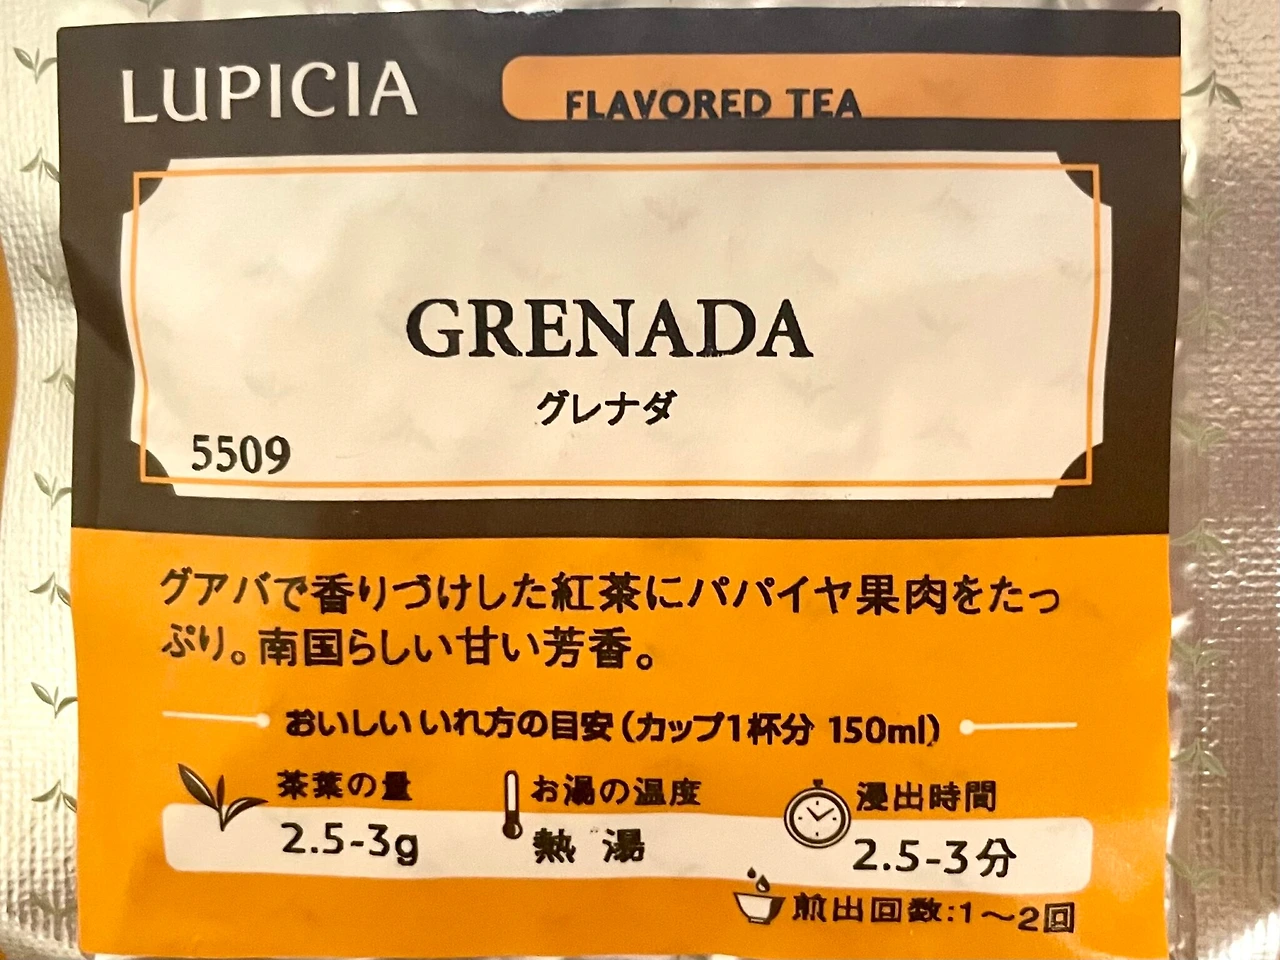 LUPICIA
FLAVORED TEA
GRENADA
グレナダ
5509
グアバで香りづけした紅茶にパパイヤ果肉をたっ
ぷり。南国らしい甘い芳香。
おいしいいれ方の目安(カップ1杯分 150ml)
茶葉の量
2.5-3g
お湯の温度
熱 湯
浸出時間
2.5-3分
煎出回数:1〜2回